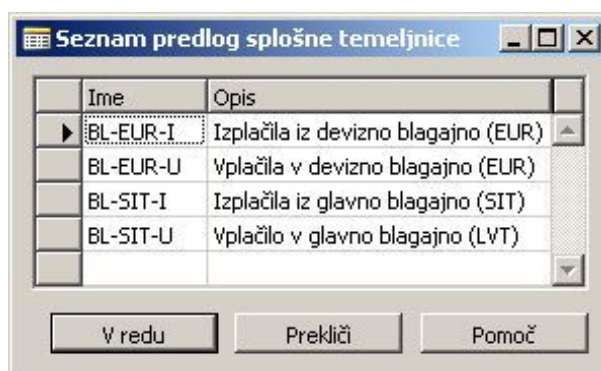 Seznam predlog splošne temeljnice
Ime Opis
BL-EUR-I Izplačila iz devizno blagajno (EUR)
BL-EUR-U Vplačila v devizno blagajno (EUR)
BL-SIT-I Izplačila iz glavno blagajno (SIT)
BL-SIT-U Vplačilo v glavno blagajno (LVT)
V redu Prekliči Pomoč